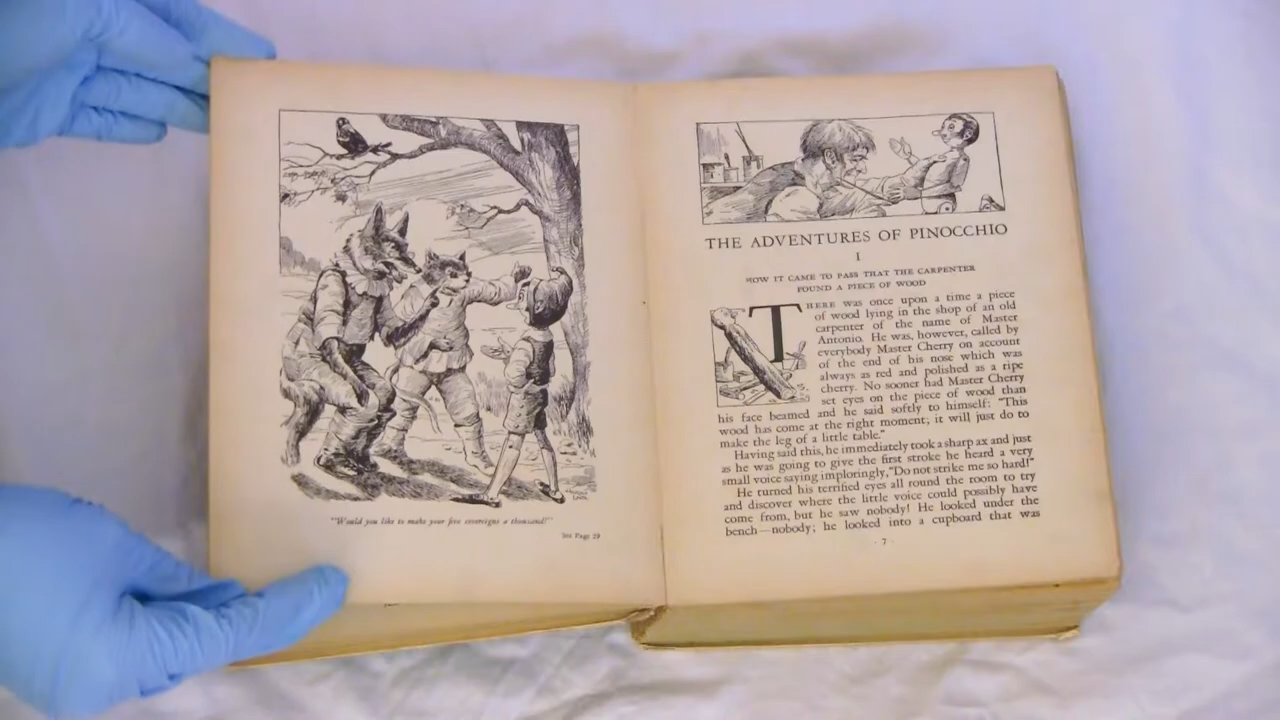 "Would you like to make your five sovereigns a thousand?"
See Page 29
THE ADVENTURES OF PINOCCHIO
I
HOW IT CAME TO PASS THAT THE CARPENTER
FOUND A PIECE OF WOOD
THERE was once upon a time a piece
of wood lying in the shop of an old
carpenter of the name of Master
Antonio. He was, however, called by
everybody Master Cherry on account
of the end of his nose which was
always as red and polished as a ripe
cherry. No sooner had Master Cherry
set eyes on the piece of wood than
his face beamed and he said softly to himself: "This
wood has come at the right moment; it will just do to
make the leg of a little table."
Having said this, he immediately took a sharp ax and just
as he was going to give the first stroke he heard a very
small voice saying imploringly, "Do not strike me so hard!"
He turned his terrified eyes all round the room to try
and discover where the little voice could possibly have
come from, but he saw nobody! He looked under the
bench—nobody; he looked into a cupboard that was
· 7 ·